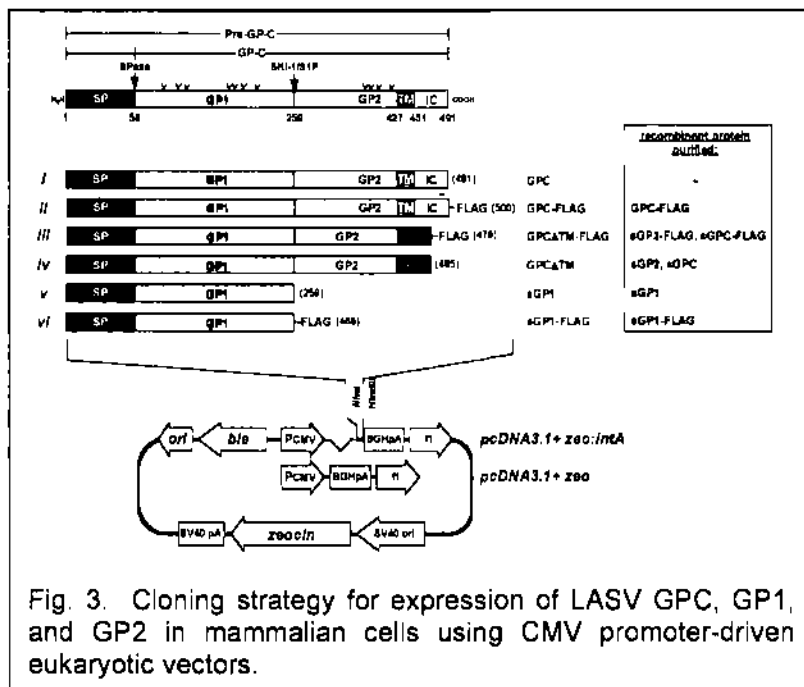 Pre-GP-C
GP-C
SPase SKI-1/S1P
H2N SP GP1 GP2 TM IC COOH
1 58 259 427 451 491
recombinant protein
purified:
i SP GP1 GP2 TM IC (491) GPC -
ii SP GP1 GP2 TM IC -FLAG (500) GPC-FLAG GPC-FLAG
iii SP GP1 GP2 -FLAG GPCΔTM-FLAG sGP2-FLAG, sGPC-FLAG
iv SP GP1 GP2 GPCΔTM sGP2, sGPC
v SP GP1 (259) sGP1 sGP1
vi SP GP1 -FLAG sGP1-FLAG sGP1-FLAG
ori bla PCMV BGHpA f1 pcDNA3.1+ zeo:intA
PCMV BGHpA f1 pcDNA3.1+ zeo
SV40 pA zeocin SV40 ori
Fig. 3. Cloning strategy for expression of LASV GPC, GP1,
and GP2 in mammalian cells using CMV promoter-driven
eukaryotic vectors.